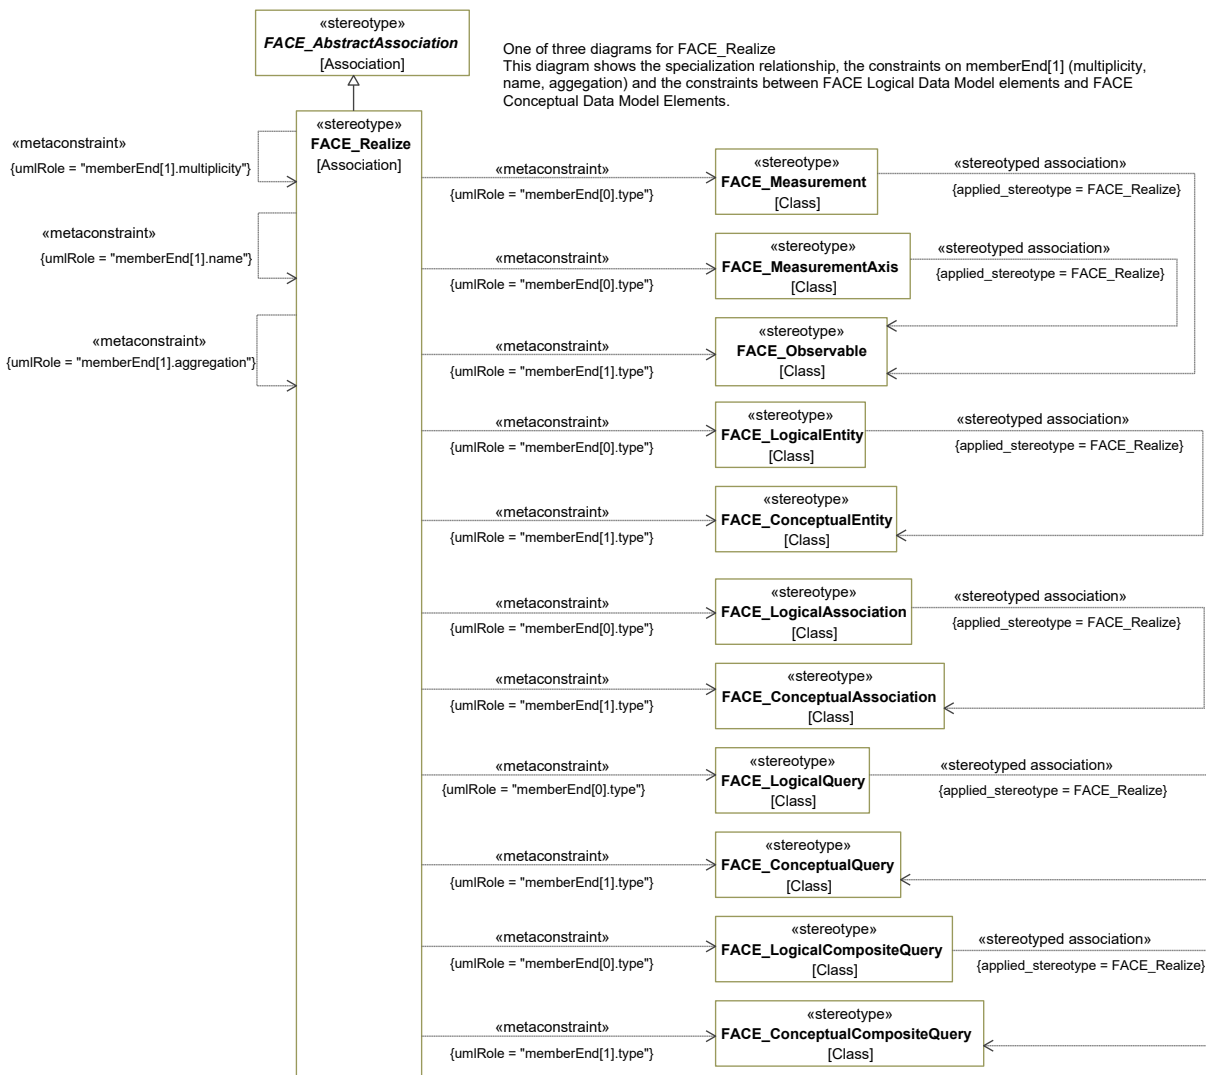 «stereotype»
FACE_AbstractAssociation
[Association]
One of three diagrams for FACE_Realize
This diagram shows the specialization relationship, the constraints on memberEnd[1] (multiplicity,
name, aggegation) and the constraints between FACE Logical Data Model elements and FACE
Conceptual Data Model Elements.
«stereotype»
FACE_Realize
[Association]
«metaconstraint»
{umlRole = "memberEnd[1].multiplicity"}
«metaconstraint»
{umlRole = "memberEnd[1].name"}
«metaconstraint»
{umlRole = "memberEnd[1].aggregation"}
«metaconstraint»
{umlRole = "memberEnd[0].type"}
«stereotype»
FACE_Measurement
[Class]
«stereotyped association»
{applied_stereotype = FACE_Realize}
«metaconstraint»
{umlRole = "memberEnd[0].type"}
«stereotype»
FACE_MeasurementAxis
[Class]
«stereotyped association»
{applied_stereotype = FACE_Realize}
«metaconstraint»
{umlRole = "memberEnd[1].type"}
«stereotype»
FACE_Observable
[Class]
«metaconstraint»
{umlRole = "memberEnd[0].type"}
«stereotype»
FACE_LogicalEntity
[Class]
«stereotyped association»
{applied_stereotype = FACE_Realize}
«metaconstraint»
{umlRole = "memberEnd[1].type"}
«stereotype»
FACE_ConceptualEntity
[Class]
«metaconstraint»
{umlRole = "memberEnd[0].type"}
«stereotype»
FACE_LogicalAssociation
[Class]
«stereotyped association»
{applied_stereotype = FACE_Realize}
«metaconstraint»
{umlRole = "memberEnd[1].type"}
«stereotype»
FACE_ConceptualAssociation
[Class]
«metaconstraint»
{umlRole = "memberEnd[0].type"}
«stereotype»
FACE_LogicalQuery
[Class]
«stereotyped association»
{applied_stereotype = FACE_Realize}
«metaconstraint»
{umlRole = "memberEnd[1].type"}
«stereotype»
FACE_ConceptualQuery
[Class]
«metaconstraint»
{umlRole = "memberEnd[0].type"}
«stereotype»
FACE_LogicalCompositeQuery
[Class]
«stereotyped association»
{applied_stereotype = FACE_Realize}
«metaconstraint»
{umlRole = "memberEnd[1].type"}
«stereotype»
FACE_ConceptualCompositeQuery
[Class]